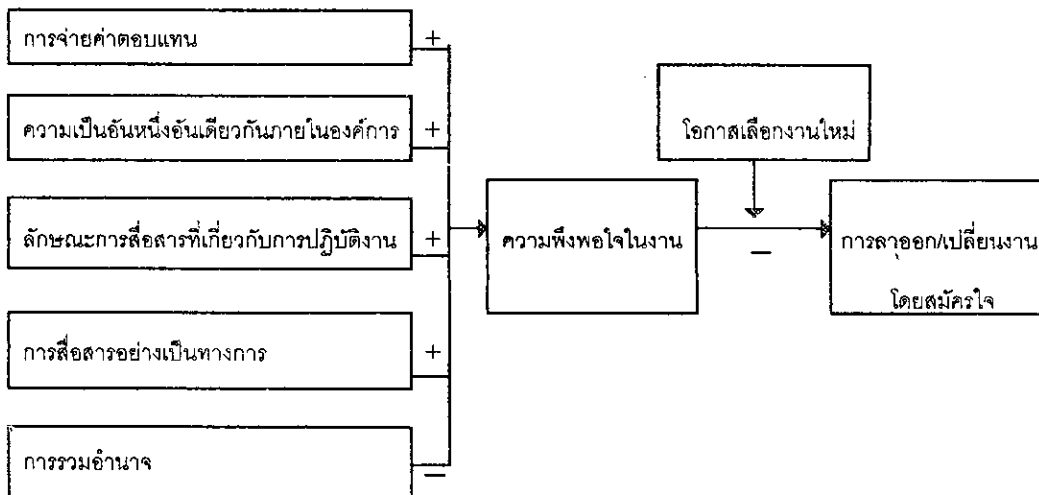 การจ่ายค่าตอบแทน
+
ความเป็นอันหนึ่งอันเดียวกันภายในองค์การ
+
ลักษณะการสื่อสารที่เกี่ยวกับการปฏิบัติงาน
+
การสื่อสารอย่างเป็นทางการ
+
การรวมอำนาจ
−
ความพึงพอใจในงาน
โอกาสเลือกงานใหม่
−
การลาออก/เปลี่ยนงาน
โดยสมัครใจ